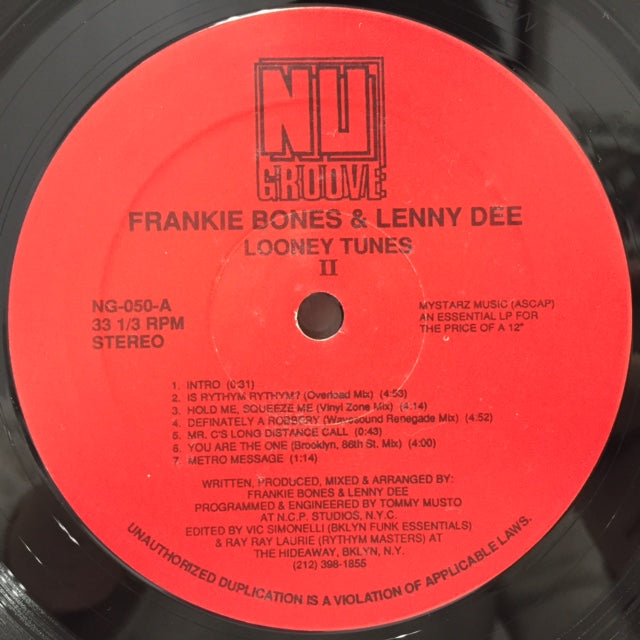 NU
GROOVE
FRANKIE BONES & LENNY DEE
LOONEY TUNES
II
NG-050-A
33 1/3 RPM
STEREO
MYSTARZ MUSIC (ASCAP)
AN ESSENTIAL LP FOR
THE PRICE OF A 12"
1. INTRO (0:31)
2. IS RYTHYM RYTHYM? (Overload Mix) (4:53)
3. HOLD ME, SQUEEZE ME (Vinyl Zone Mix) (4:14)
4. DEFINATELY A ROBBERY (Wavesound Renegade Mix) (4:52)
5. MR. C'S LONG DISTANCE CALL (0:43)
6. YOU ARE THE ONE (Brooklyn, 86th St. Mix) (4:00)
7. METRO MESSAGE (1:14)
WRITTEN, PRODUCED, MIXED & ARRANGED BY:
FRANKIE BONES & LENNY DEE
PROGRAMMED & ENGINEERED BY TOMMY MUSTO
AT N.C.P. STUDIOS, N.Y.C.
EDITED BY VIC SIMONELLI (BKLYN FUNK ESSENTIALS)
& RAY RAY LAURIE (RYTHYM MASTERS) AT
THE HIDEAWAY, BKLYN, N.Y.
(212) 398-1855
UNAUTHORIZED DUPLICATION IS A VIOLATION OF APPLICABLE LAWS.